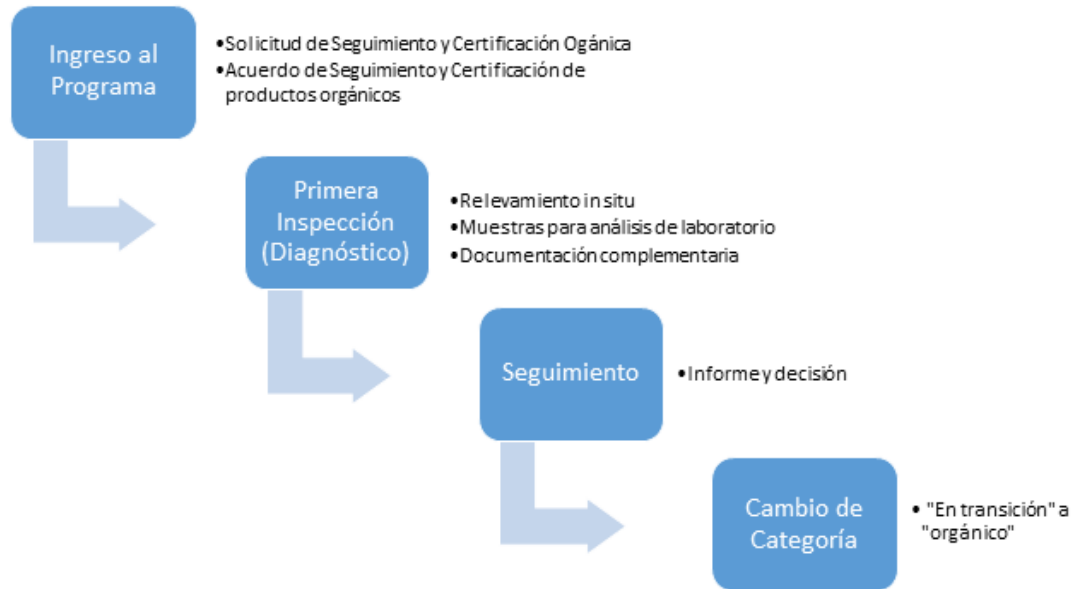 Ingreso al
Programa
•Solicitud de Seguimiento y Certificación Ogánica
•Acuerdo de Seguimiento y Certificación de
productos orgánicos
Primera
Inspección
(Diagnóstico)
•Relevamiento in situ
•Muestras para análisis de laboratorio
•Documentación complementaria
Seguimiento
•Informe y decisión
Cambio de
Categoría
• "En transición" a
"orgánico"